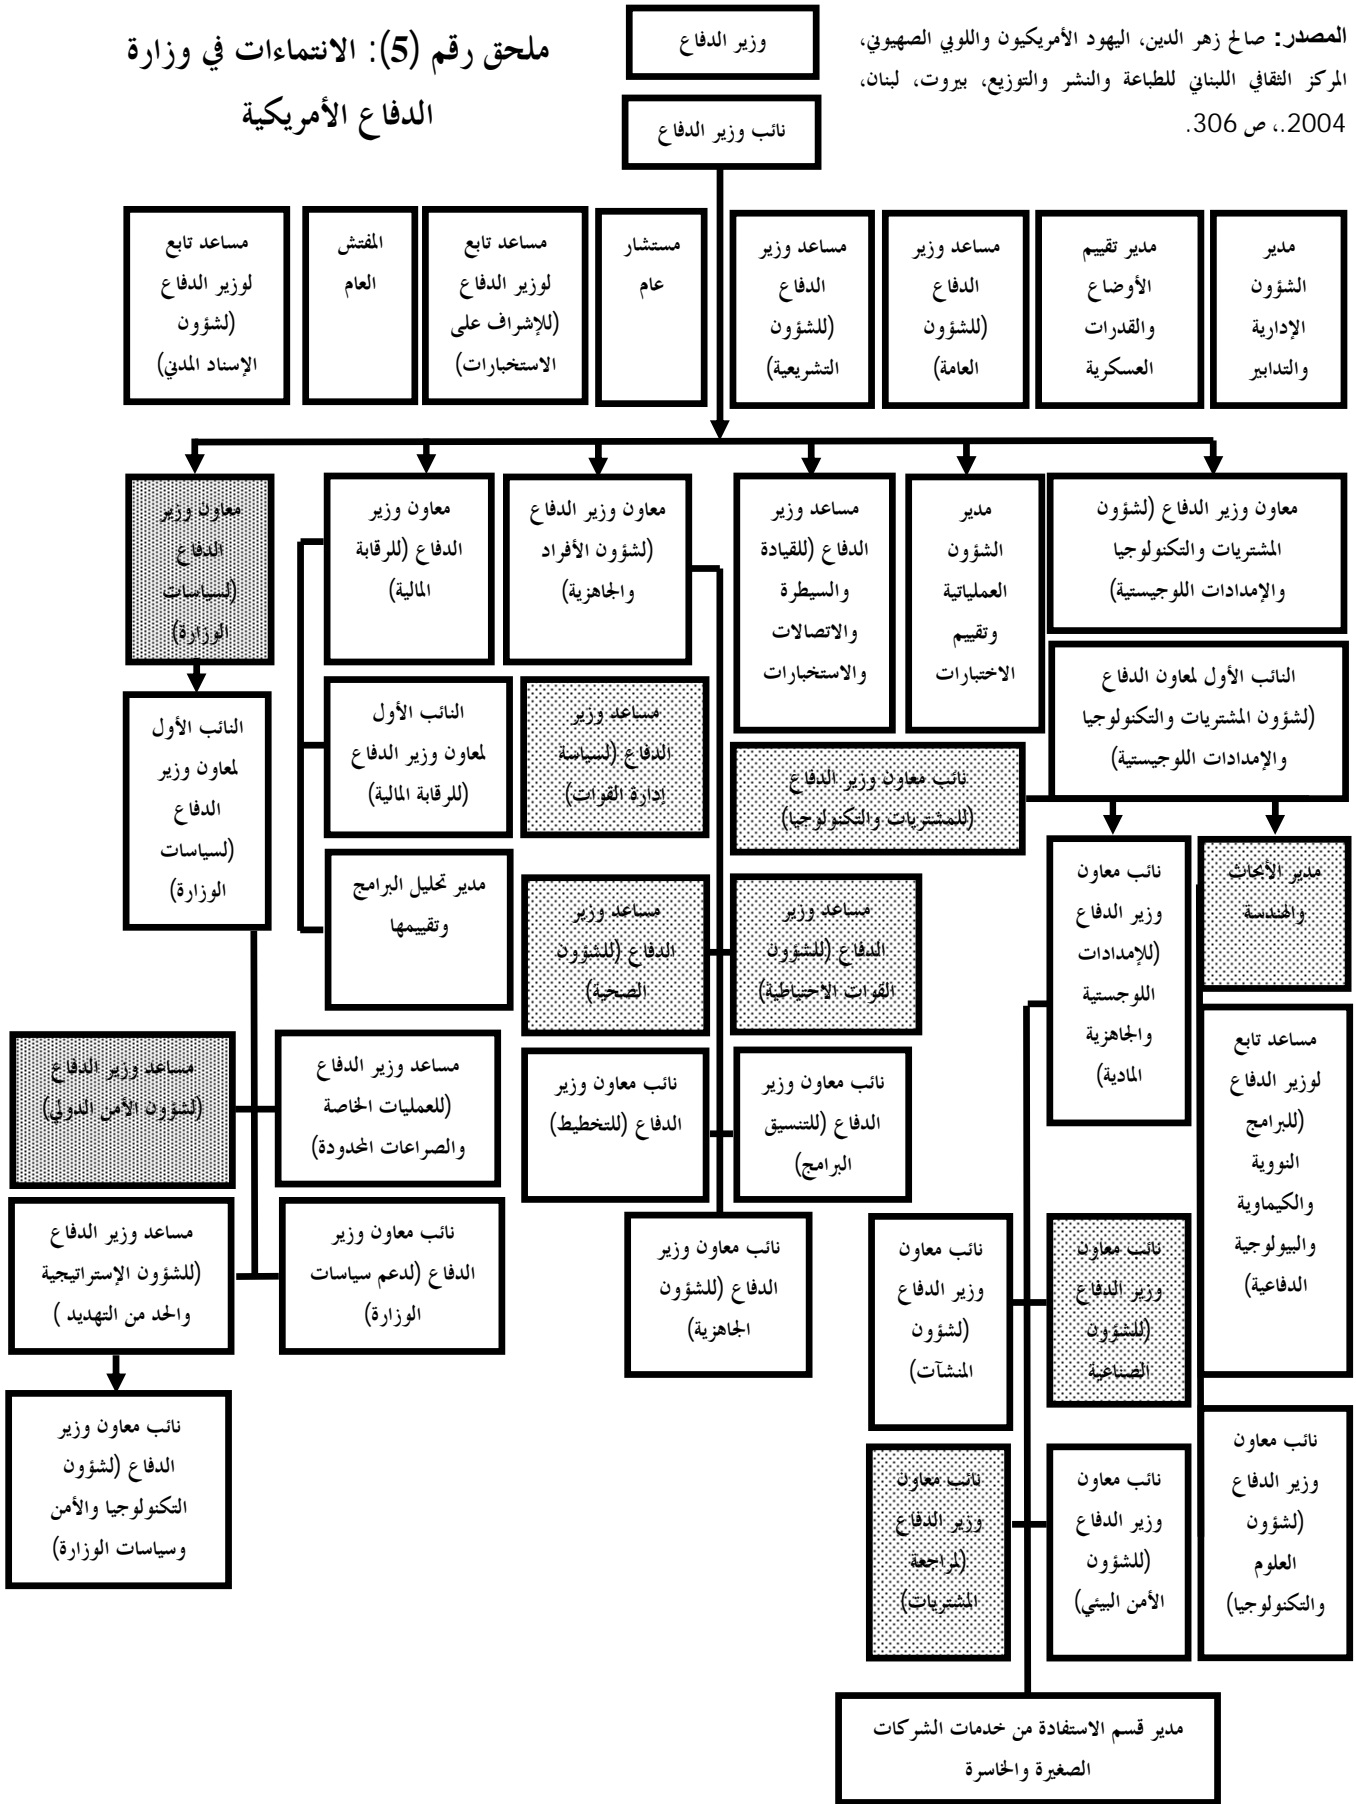 المصدر: صالح زهر الدين، اليهود الأمريكيون واللوبي الصهيوني،
المركز الثقافي اللبناني للطباعة والنشر والتوزيع، بيروت، لبنان،
2004.، ص 306.
وزير الدفاع
ملحق رقم (5): الانتماءات في وزارة
الدفاع الأمريكية
نائب وزير الدفاع
مدير
الشؤون
الإدارية
والتدابير
مدير تقييم
الأوضاع
والقدرات
العسكرية
مساعد وزير
الدفاع
(للشؤون
العامة)
مساعد وزير
الدفاع
(للشؤون
التشريعية)
مستشار
عام
مساعد تابع
لوزير الدفاع
(للإشراف على
الاستخبارات)
المفتش
العام
مساعد تابع
لوزير الدفاع
(لشؤون
الإسناد المدني)
معاون وزير الدفاع (لشؤون
المشتريات والتكنولوجيا
والإمدادات اللوجيستية)
مدير
الشؤون
العملياتية
وتقييم
الاختبارات
مساعد وزير
الدفاع (للقيادة
والسيطرة
والاتصالات
والاستخبارات
معاون وزير الدفاع
(لشؤون الأفراد
والجاهزية)
معاون وزير
الدفاع (للرقابة
المالية)
معاون وزير
الدفاع
(لسياسات
الوزارة)
النائب الأول لمعاون الدفاع
(لشؤون المشتريات والتكنولوجيا
والإمدادات اللوجيستية)
نائب معاون وزير الدفاع
(للمشتريات والتكنولوجيا)
مساعد وزير
الدفاع (لسياسة
إدارة القوات)
النائب الأول
لمعاون وزير الدفاع
(للرقابة المالية)
النائب الأول
لمعاون وزير
الدفاع
(لسياسات
الوزارة)
مدير الأبحاث
والهندسة
نائب معاون
وزير الدفاع
(للإمدادات
اللوجستية
والجاهزية
المادية)
مساعد وزير
الدفاع (للشؤون
القوات الاحتياطية)
مساعد وزير
الدفاع (للشؤون
الصحية)
مدير تحليل البرامج
وتقييمها
مساعد تابع
لوزير الدفاع
(للبرامج
النووية
والكيماوية
والبيولوجية
الدفاعية)
نائب معاون وزير
الدفاع (للتنسيق
البرامج)
نائب معاون وزير
الدفاع (للتخطيط)
مساعد وزير الدفاع
(للعمليات الخاصة
والصراعات المحدودة)
مساعد وزير الدفاع
(لشؤون الأمن الدولي)
نائب معاون
وزير الدفاع
(للشؤون
الصناعية
نائب معاون
وزير الدفاع
(لشؤون
المنشآت)
نائب معاون وزير
الدفاع (للشؤون
الجاهزية)
نائب معاون وزير
الدفاع (لدعم سياسات
الوزارة)
مساعد وزير الدفاع
(للشؤون الإستراتيجية
والحد من التهديد )
نائب معاون
وزير الدفاع
(لشؤون
العلوم
والتكنولوجيا)
نائب معاون
وزير الدفاع
(للشؤون
الأمن البيئي)
نائب معاون
وزير الدفاع
(لمراجعة
المشتريات)
نائب معاون وزير
الدفاع (لشؤون
التكنولوجيا والأمن
وسياسات الوزارة)
مدير قسم الاستفادة من خدمات الشركات
الصغيرة والخاسرة